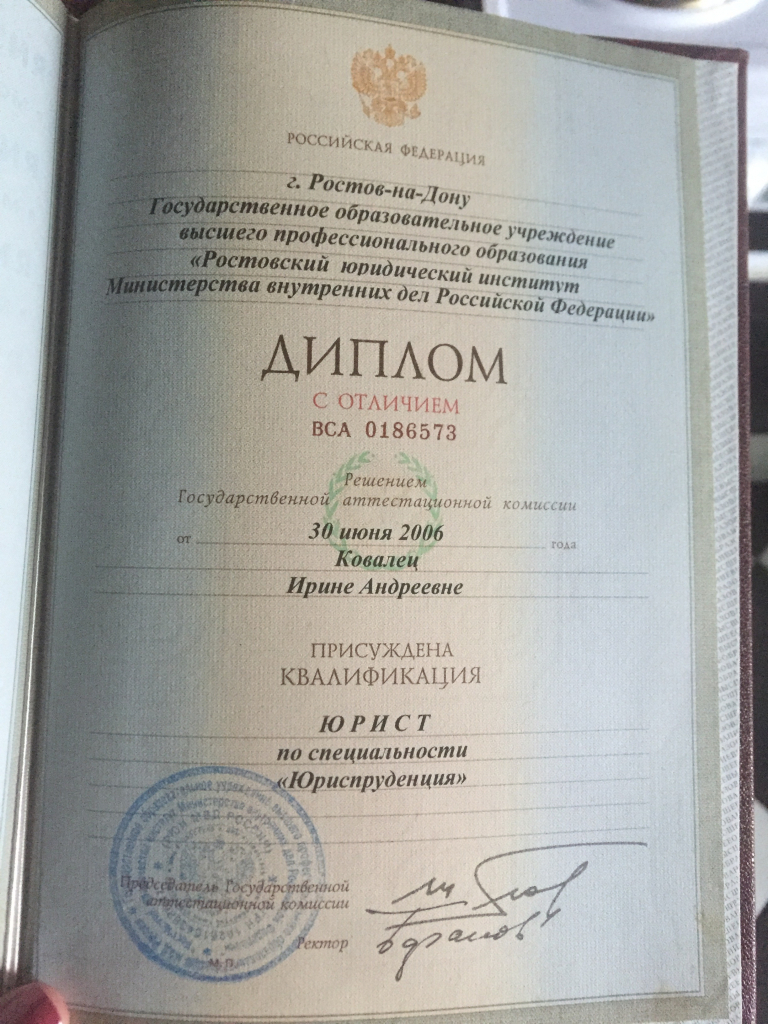 РОССИЙСКАЯ ФЕДЕРАЦИЯ
г. Ростов-на-Дону
Государственное образовательное учреждение
высшего профессионального образования
«Ростовский юридический институт
Министерства внутренних дел Российской Федерации»
ДИПЛОМ
С ОТЛИЧИЕМ
ВСА 0186573
Решением
Государственной аттестационной комиссии
от 30 июня 2006 года
Ковалец
Ирине Андреевне
ПРИСУЖДЕНА
КВАЛИФИКАЦИЯ
ЮРИСТ
по специальности
«Юриспруденция»
Председатель Государственной
аттестационной комиссии
Ректор
М.П.